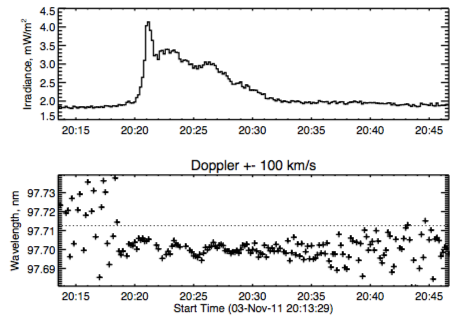 4.5
4.0
3.5
3.0
2.5
2.0
1.5
Irradiance, mW/m²
20:15 20:20 20:25 20:30 20:35 20:40 20:45
Doppler +- 100 km/s
97.73
97.72
97.71
97.70
97.69
Wavelength, nm
20:15 20:20 20:25 20:30 20:35 20:40 20:45
Start Time (03-Nov-11 20:13:29)